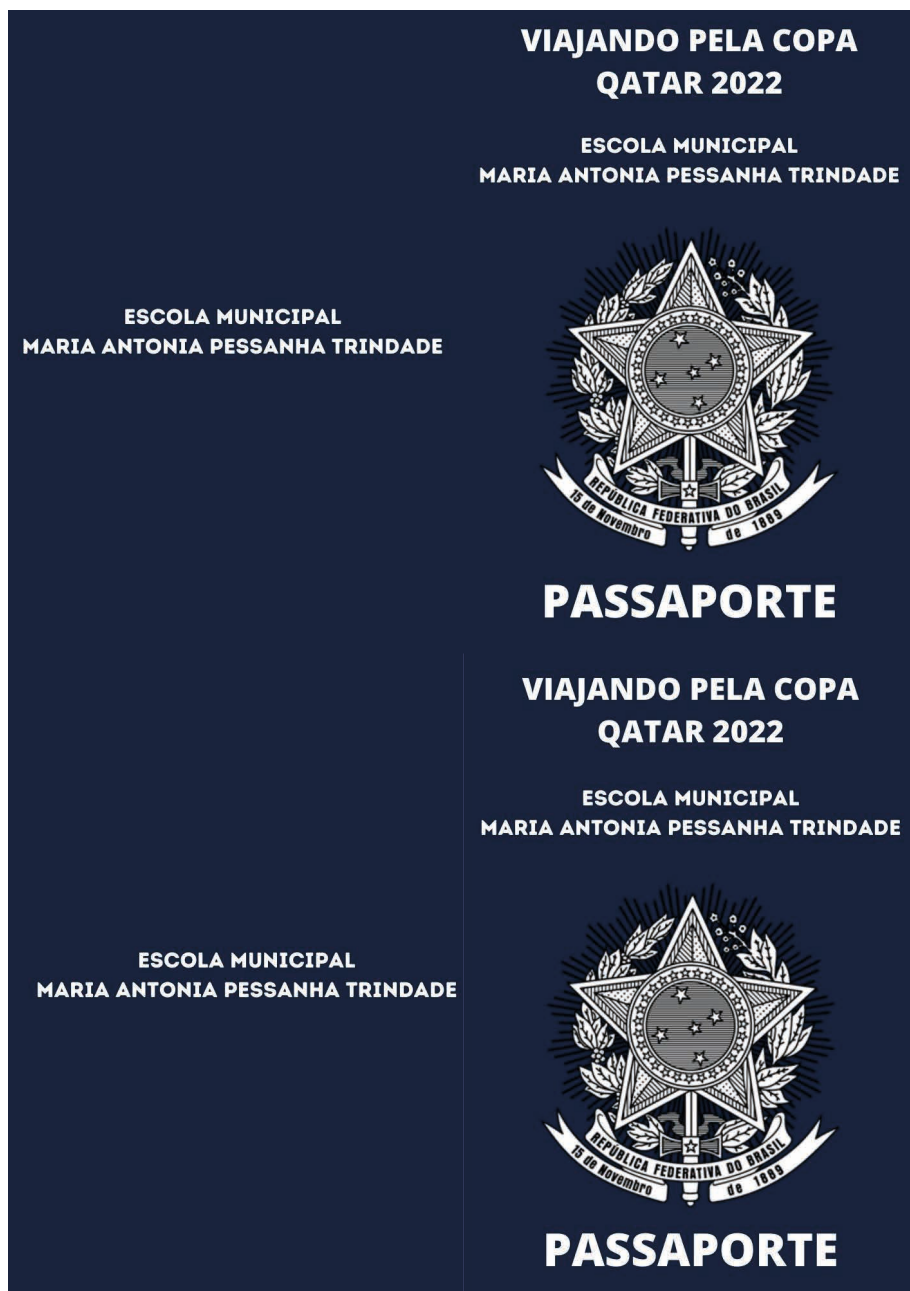 VIAJANDO PELA COPA
QATAR 2022
ESCOLA MUNICIPAL
MARIA ANTONIA PESSANHA TRINDADE
ESCOLA MUNICIPAL
MARIA ANTONIA PESSANHA TRINDADE
REPÚBLICA FEDERATIVA DO BRASIL
15 de Novembro de 1889
PASSAPORTE
VIAJANDO PELA COPA
QATAR 2022
ESCOLA MUNICIPAL
MARIA ANTONIA PESSANHA TRINDADE
ESCOLA MUNICIPAL
MARIA ANTONIA PESSANHA TRINDADE
REPÚBLICA FEDERATIVA DO BRASIL
15 de Novembro de 1889
PASSAPORTE